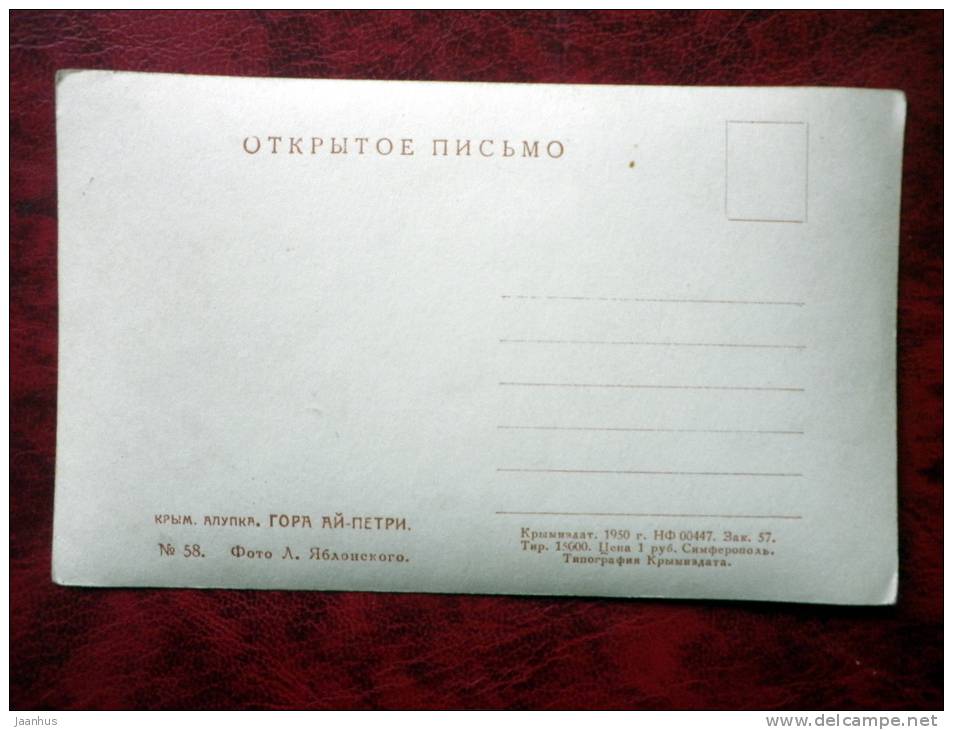 ОТКРЫТОЕ ПИСЬМО
КРЫМ. АЛУПКА. ГОРА АЙ-ПЕТРИ.
№ 58. Фото Л. Яблонского.
Крымиздат. 1950 г. НФ 00447. Зак. 57.
Тир. 15000. Цена 1 руб. Симферополь.
Типография Крымиздата.
Jaanhus
www.delcampe.net